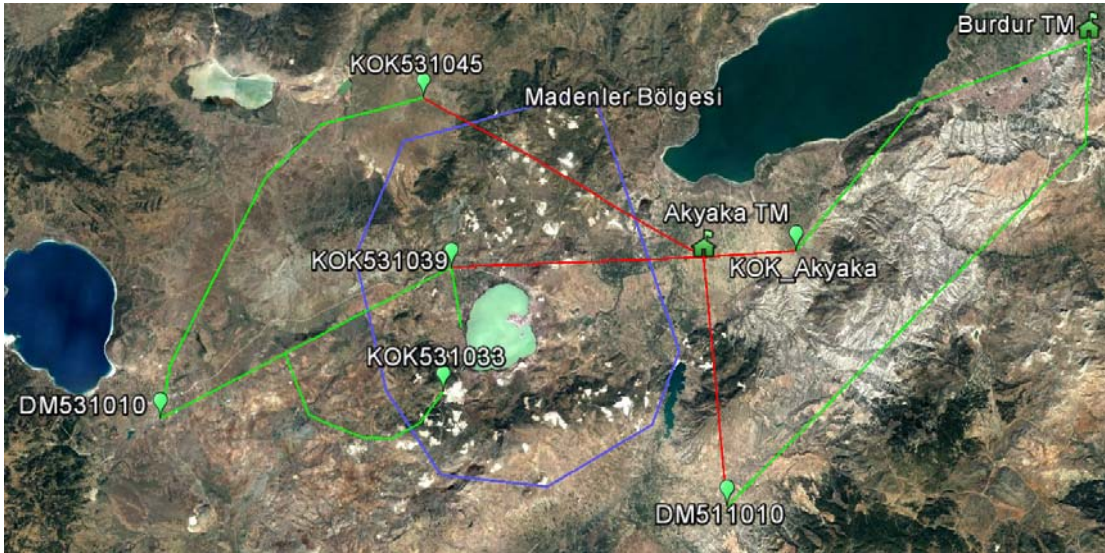 Burdur TM
KOK531045
Madenler Bölgesi
Akyaka TM
KOK531039
KOK_Akyaka
KOK531033
DM531010
DM511010